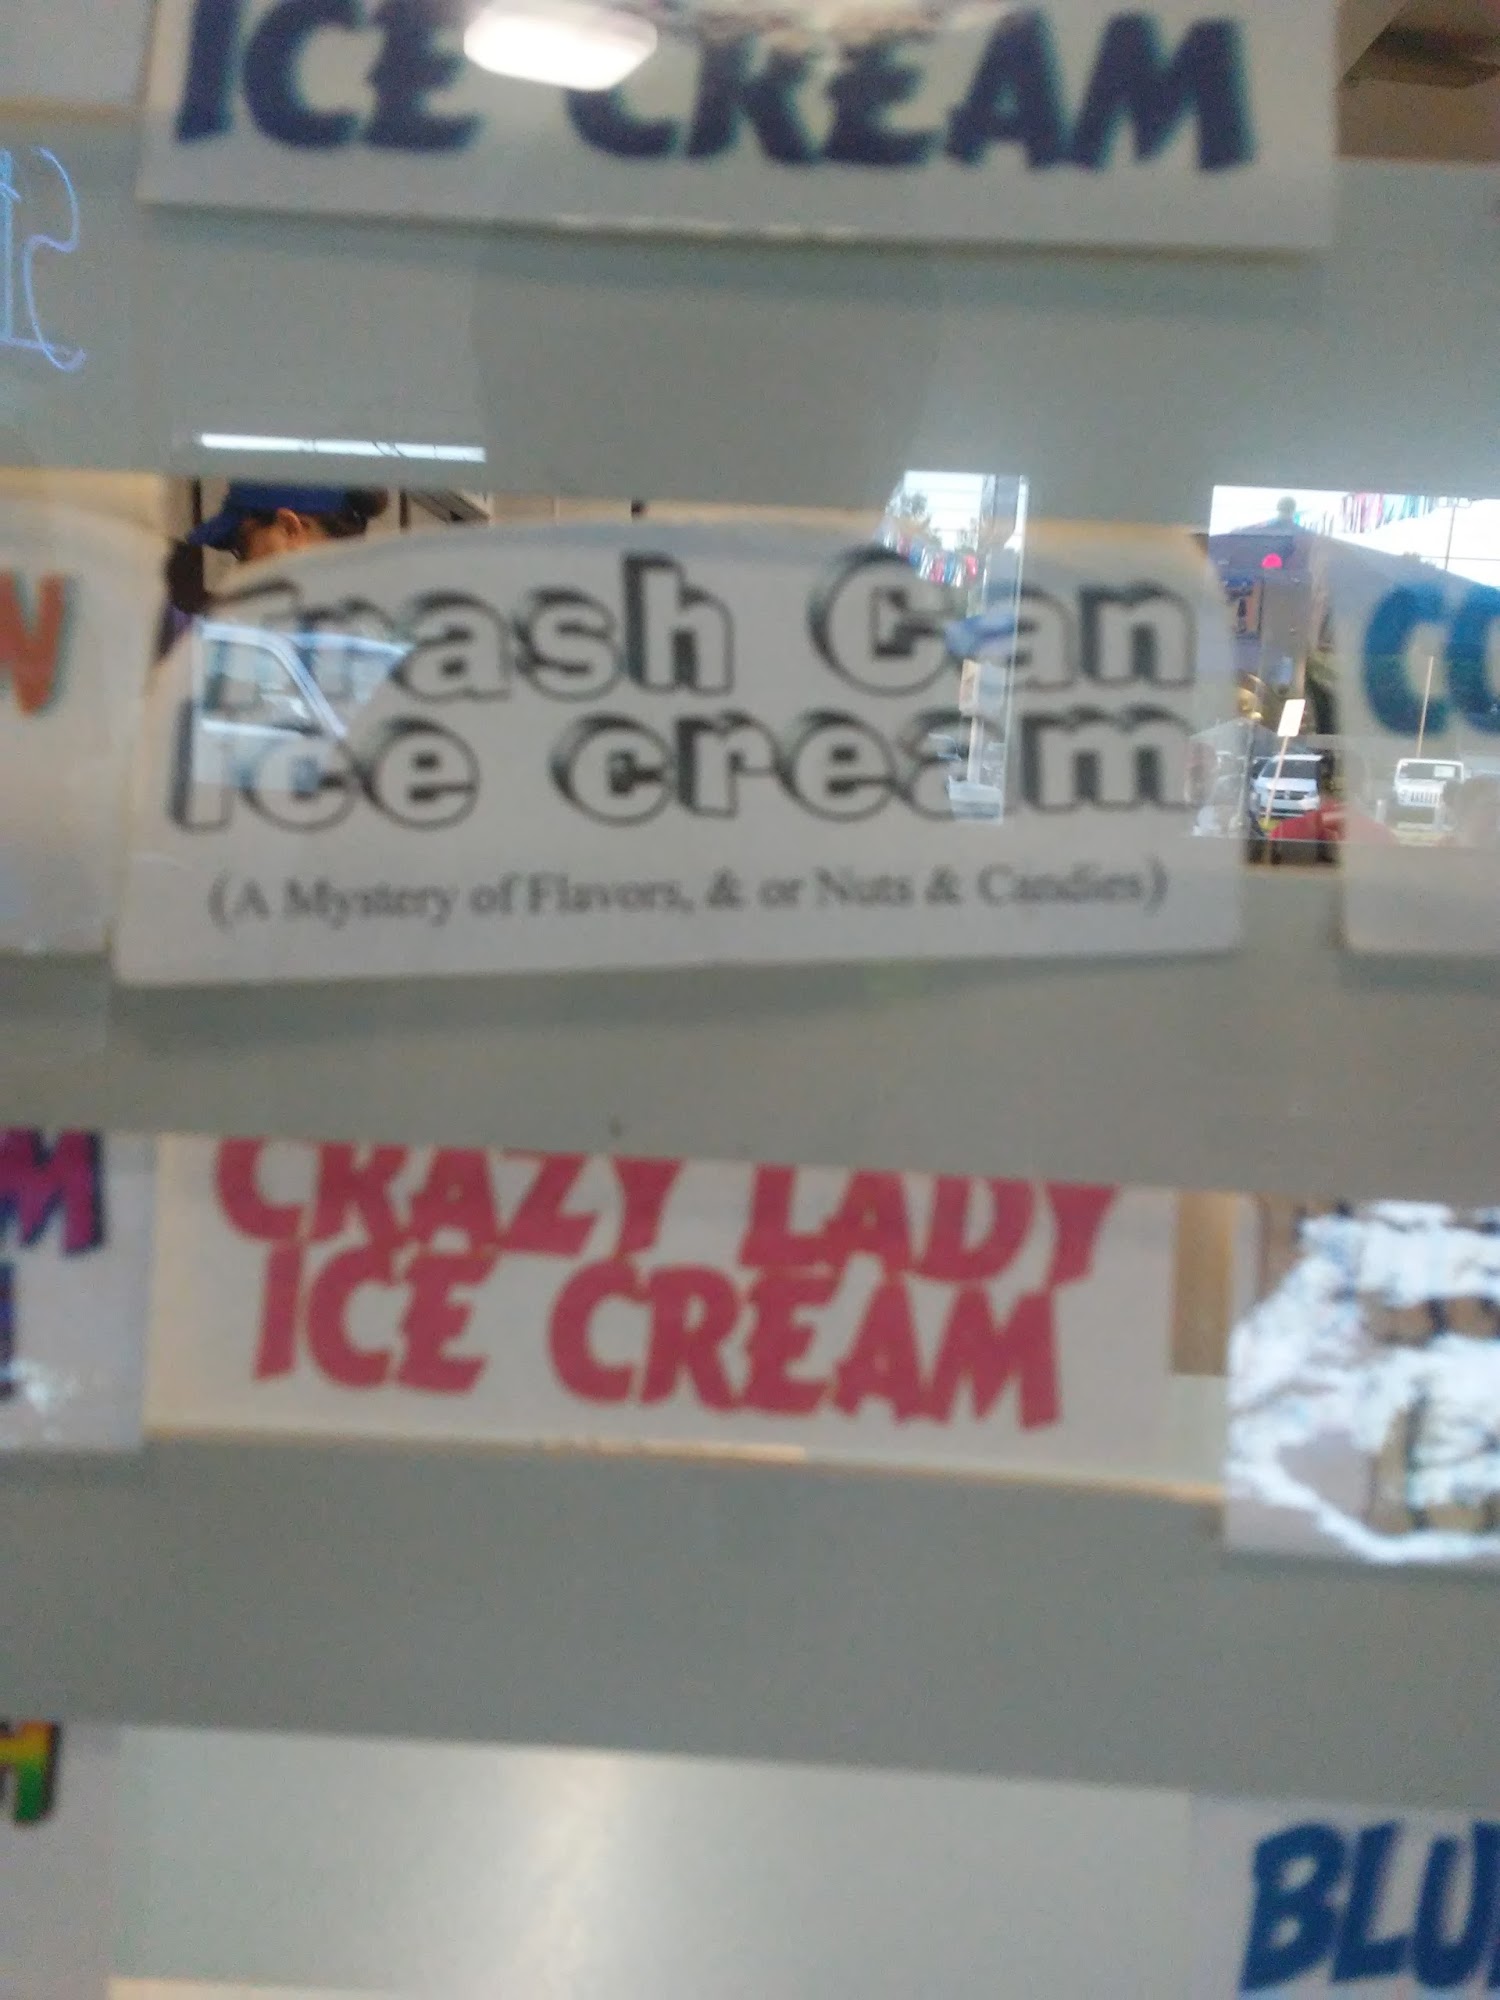 ICE CREAM
Trash Can
Ice cream
(A Mystery of Flavors, & or Nuts & Candies)
CRAZY LADY
ICE CREAM